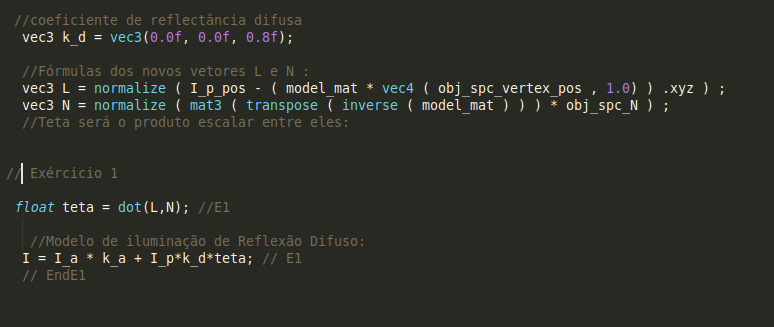 //coeficiente de reflectância difusa
vec3 k_d = vec3(0.0f, 0.0f, 0.8f);
//Fórmulas dos novos vetores L e N :
vec3 L = normalize ( I_p_pos - ( model_mat * vec4 ( obj_spc_vertex_pos , 1.0) ) .xyz ) ;
vec3 N = normalize ( mat3 ( transpose ( inverse ( model_mat ) ) ) * obj_spc_N ) ;
//Teta será o produto escalar entre eles:
// Exércicio 1
float teta = dot(L,N); //E1
//Modelo de iluminação de Reflexão Difuso:
I = I_a * k_a + I_p*k_d*teta; // E1
// EndE1